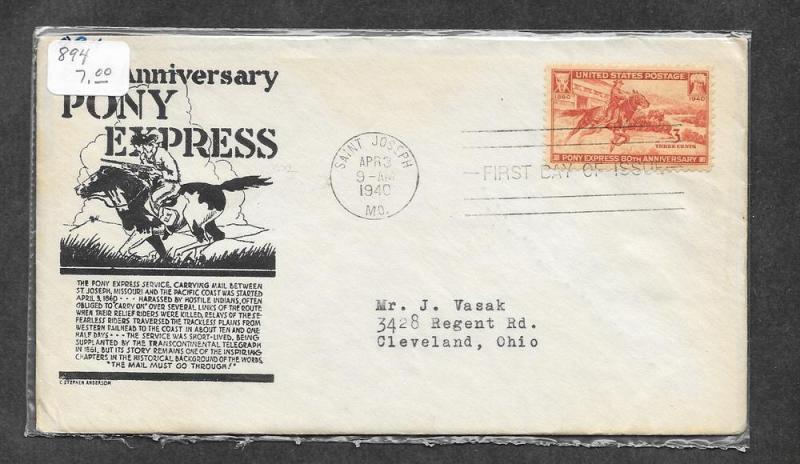 894
7.00
Anniversary
PONY
EXPRESS
THE PONY EXPRESS SERVICE, CARRYING MAIL BETWEEN
ST. JOSEPH, MISSOURI AND THE PACIFIC COAST WAS STARTED
APRIL 3, 1860 · · · HARASSED BY HOSTILE INDIANS, OFTEN
OBLIGED TO "CARRY ON" OVER SEVERAL LINKS OF THE ROUTE
WHEN THEIR RELIEF RIDERS WERE KILLED, RELAYS OF THESE
FEARLESS RIDERS TRAVERSED THE TRACKLESS PLAINS FROM
WESTERN RAILHEAD TO THE COAST IN ABOUT TEN AND ONE
HALF DAYS · · · THE SERVICE WAS SHORT-LIVED, BEING
SUPPLANTED BY THE TRANSCONTINENTAL TELEGRAPH
IN 1861, BUT ITS STORY REMAINS ONE OF THE INSPIRING
CHAPTERS IN THE HISTORICAL BACKGROUND OF THE WORDS,
"THE MAIL MUST GO THROUGH!"
C. STEPHEN ANDERSON
SAINT JOSEPH
APR 3
9-AM
1940
MO.
UNITED STATES POSTAGE
1860 1940
3
THREE CENTS
PONY EXPRESS 80TH ANNIVERSARY
FIRST DAY OF ISSUE
Mr. J. Vasak
3428 Regent Rd.
Cleveland, Ohio